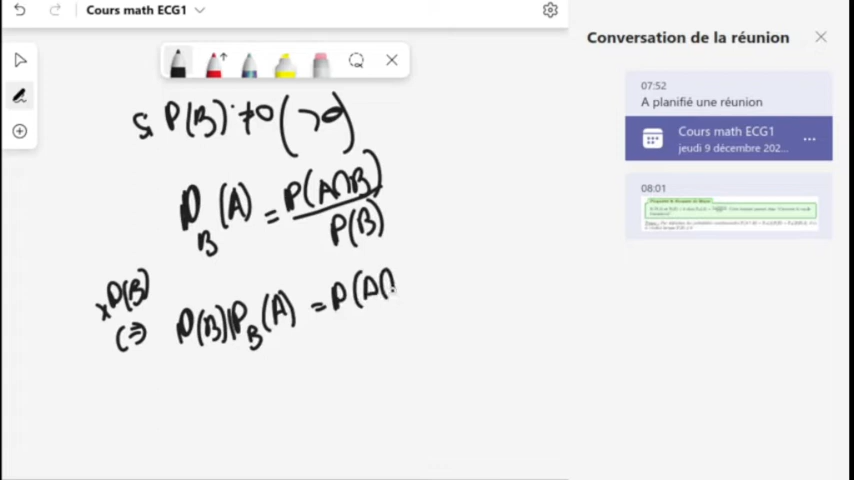 Cours math ECG1
Conversation de la réunion
07:52
A planifié une réunion
Cours math ECG1
jeudi 9 décembre 202...
08:01
Si P(B) ≠0 (>0)
P_B(A) = P(A∩B) / P(B)
×P(B)
(⇒ P(B) P_B(A) = P(A∩